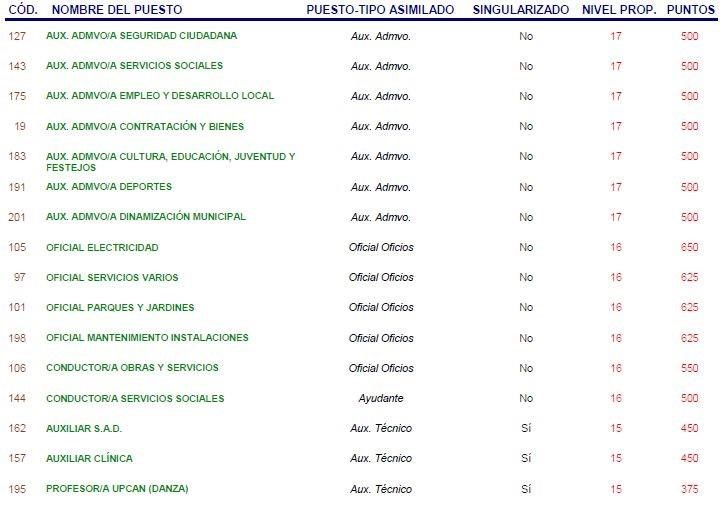 CÓD. NOMBRE DEL PUESTO PUESTO-TIPO ASIMILADO SINGULARIZADO NIVEL PROP. PUNTOS
127 AUX. ADMVO/A SEGURIDAD CIUDADANA Aux. Admvo. No 17 500
143 AUX. ADMVO/A SERVICIOS SOCIALES Aux. Admvo. No 17 500
175 AUX. ADMVO/A EMPLEO Y DESARROLLO LOCAL Aux. Admvo. No 17 500
19 AUX. ADMVO/A CONTRATACIÓN Y BIENES Aux. Admvo. No 17 500
183 AUX. ADMVO/A CULTURA, EDUCACIÓN, JUVENTUD Y Aux. Admvo. No 17 500
FESTEJOS
191 AUX. ADMVO/A DEPORTES Aux. Admvo. No 17 500
201 AUX. ADMVO/A DINAMIZACIÓN MUNICIPAL Aux. Admvo. No 17 500
105 OFICIAL ELECTRICIDAD Oficial Oficios No 16 650
97 OFICIAL SERVICIOS VARIOS Oficial Oficios No 16 625
101 OFICIAL PARQUES Y JARDINES Oficial Oficios No 16 625
198 OFICIAL MANTENIMIENTO INSTALACIONES Oficial Oficios No 16 625
106 CONDUCTOR/A OBRAS Y SERVICIOS Oficial Oficios No 16 550
144 CONDUCTOR/A SERVICIOS SOCIALES Ayudante No 16 500
162 AUXILIAR S.A.D. Aux. Técnico Sí 15 450
157 AUXILIAR CLÍNICA Aux. Técnico Sí 15 450
195 PROFESOR/A UPCAN (DANZA) Aux. Técnico Sí 15 375